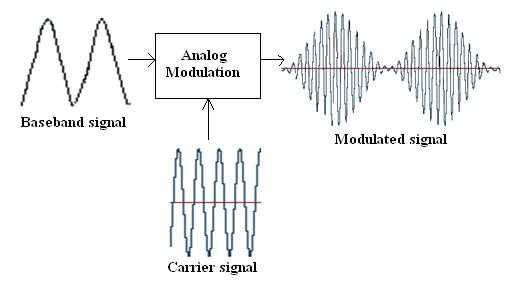 Analog
Modulation
Baseband signal
Modulated signal
Carrier signal